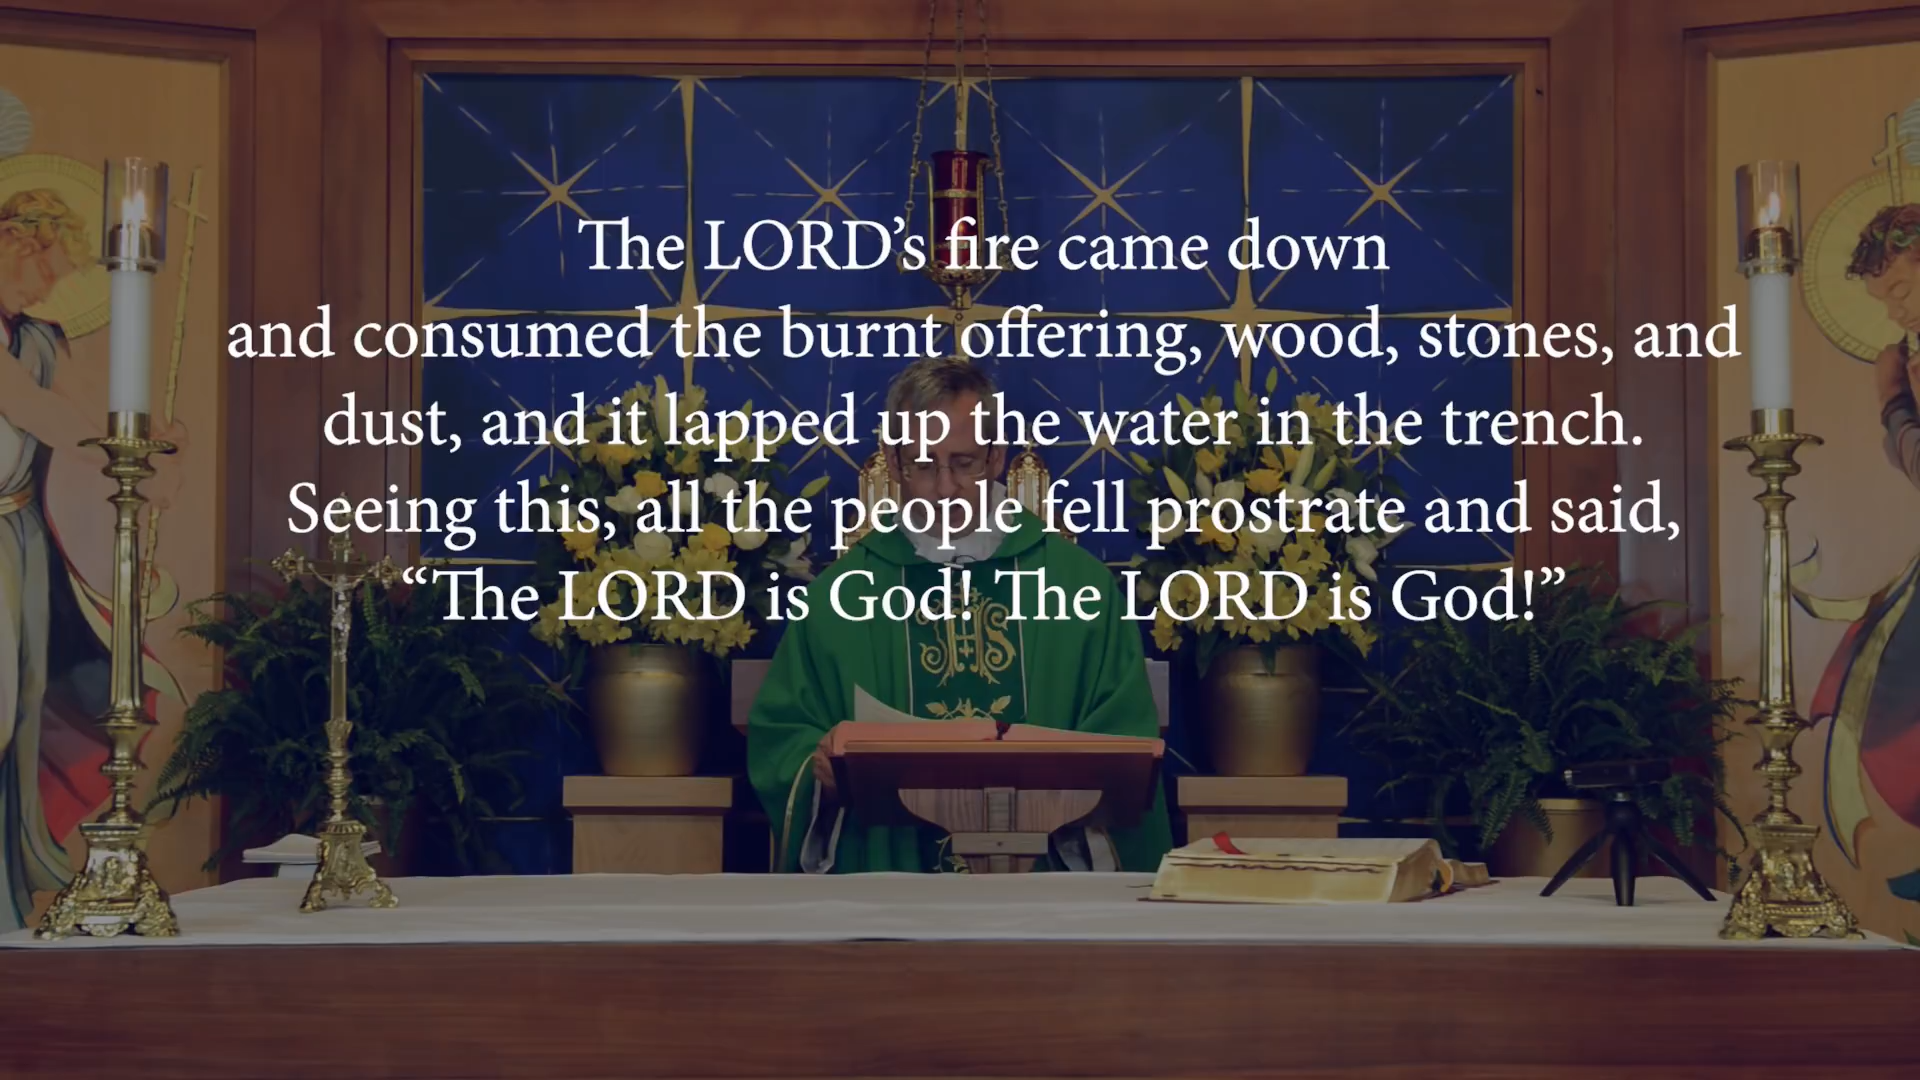 The LORD’s fire came down
and consumed the burnt offering, wood, stones, and
dust, and it lapped up the water in the trench.
Seeing this, all the people fell prostrate and said,
“The LORD is God! The LORD is God!”
IHS